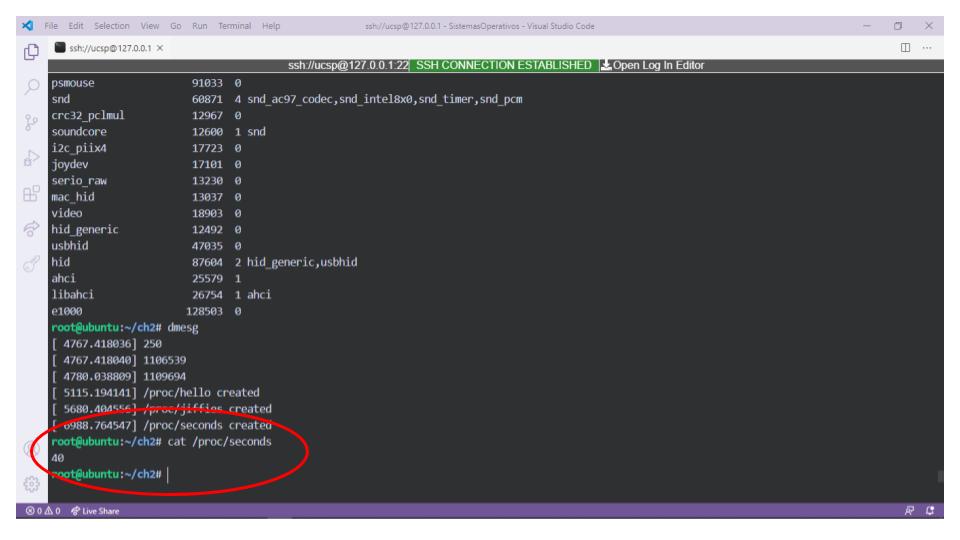 File Edit Selection View Go Run Terminal Help ssh://ucsp@127.0.0.1 - SistemasOperativos - Visual Studio Code
ssh://ucsp@127.0.0.1
ssh://ucsp@127.0.0.1:22 SSH CONNECTION ESTABLISHED Open Log In Editor
psmouse 91033 0
snd 60871 4 snd_ac97_codec,snd_intel8x0,snd_timer,snd_pcm
crc32_pclmul 12967 0
soundcore 12600 1 snd
i2c_piix4 17723 0
joydev 17101 0
serio_raw 13230 0
mac_hid 13037 0
video 18903 0
hid_generic 12492 0
usbhid 47035 0
hid 87604 2 hid_generic,usbhid
ahci 25579 1
libahci 26754 1 ahci
e1000 128503 0
root@ubuntu:~/ch2# dmesg
[ 4767.418036] 250
[ 4767.418040] 1106539
[ 4780.038809] 1109694
[ 5115.194141] /proc/hello created
[ 5680.404556] /proc/jiffies created
[ 6988.764547] /proc/seconds created
root@ubuntu:~/ch2# cat /proc/seconds
40
root@ubuntu:~/ch2#
0 0 Live Share